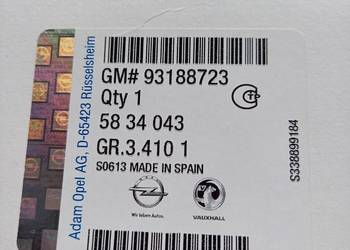 GM# 93188723
Qty 1
58 34 043
GR.3.410 1
S0613 MADE IN SPAIN
Wir leben Autos.
VAUXHALL
Adam Opel AG, D-65423 Rüsselsheim
S338899184